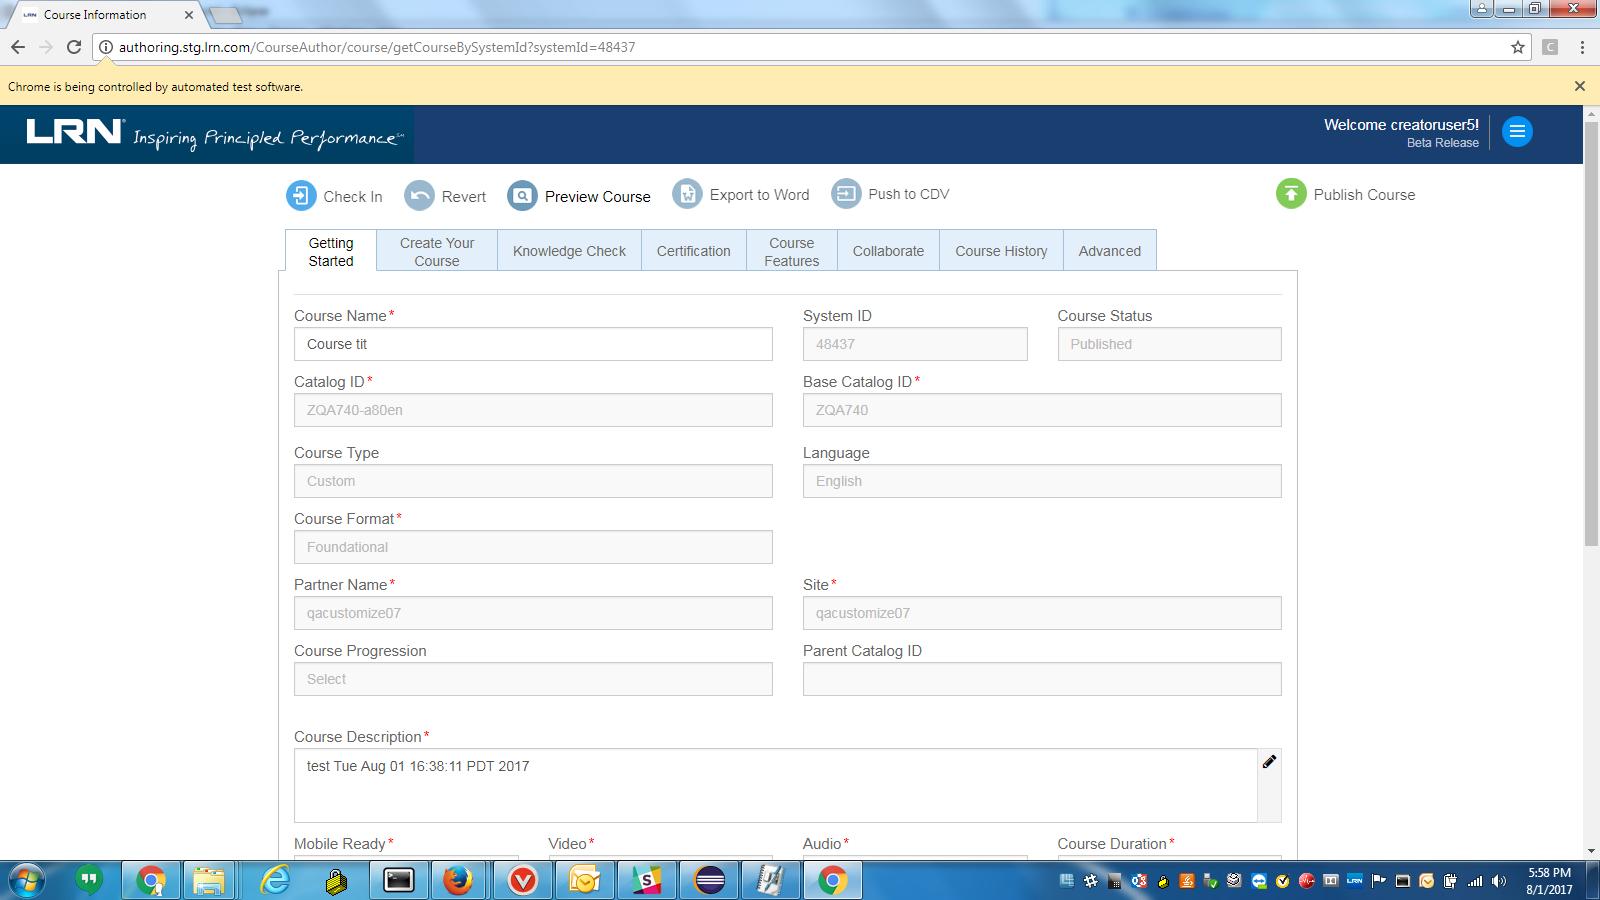 Course Information
authoring.stg.lrn.com/CourseAuthor/course/getCourseBySystemId?systemId=48437
Chrome is being controlled by automated test software.
LRN Inspiring Principled Performance
Welcome creatoruser5!
Beta Release
Check In
Revert
Preview Course
Export to Word
Push to CDV
Publish Course
Getting Started
Create Your Course
Knowledge Check
Certification
Course Features
Collaborate
Course History
Advanced
Course Name*
System ID
Course Status
Course tit
48437
Published
Catalog ID*
Base Catalog ID*
ZQA740-a80en
ZQA740
Course Type
Language
Custom
English
Course Format*
Foundational
Partner Name*
Site*
qacustomize07
qacustomize07
Course Progression
Parent Catalog ID
Select
Course Description*
test Tue Aug 01 16:38:11 PDT 2017
Mobile Ready*
Video*
Audio*
Course Duration*
5:58 PM
8/1/2017